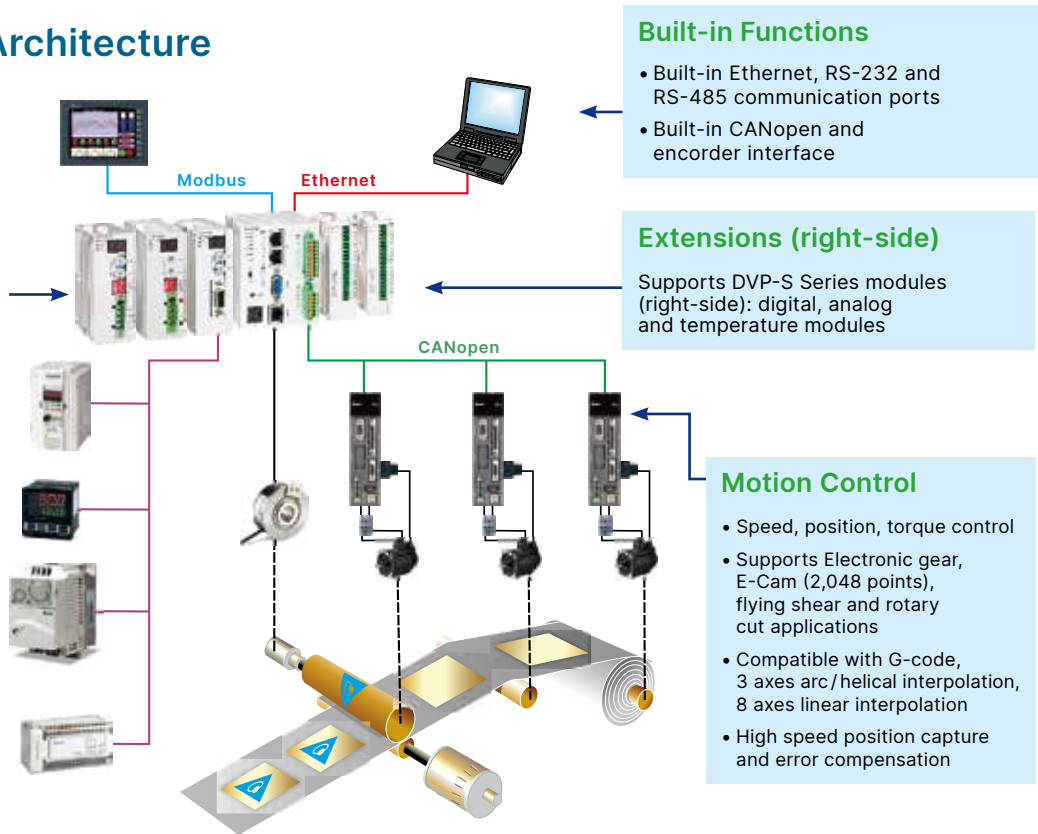 Architecture
Built-in Functions
• Built-in Ethernet, RS-232 and
RS-485 communication ports
• Built-in CANopen and
encorder interface
Modbus
Ethernet
Extensions (right-side)
Supports DVP-S Series modules
(right-side): digital, analog
and temperature modules
CANopen
Motion Control
• Speed, position, torque control
• Supports Electronic gear,
E-Cam (2,048 points),
flying shear and rotary
cut applications
• Compatible with G-code,
3 axes arc/helical interpolation,
8 axes linear interpolation
• High speed position capture
and error compensation